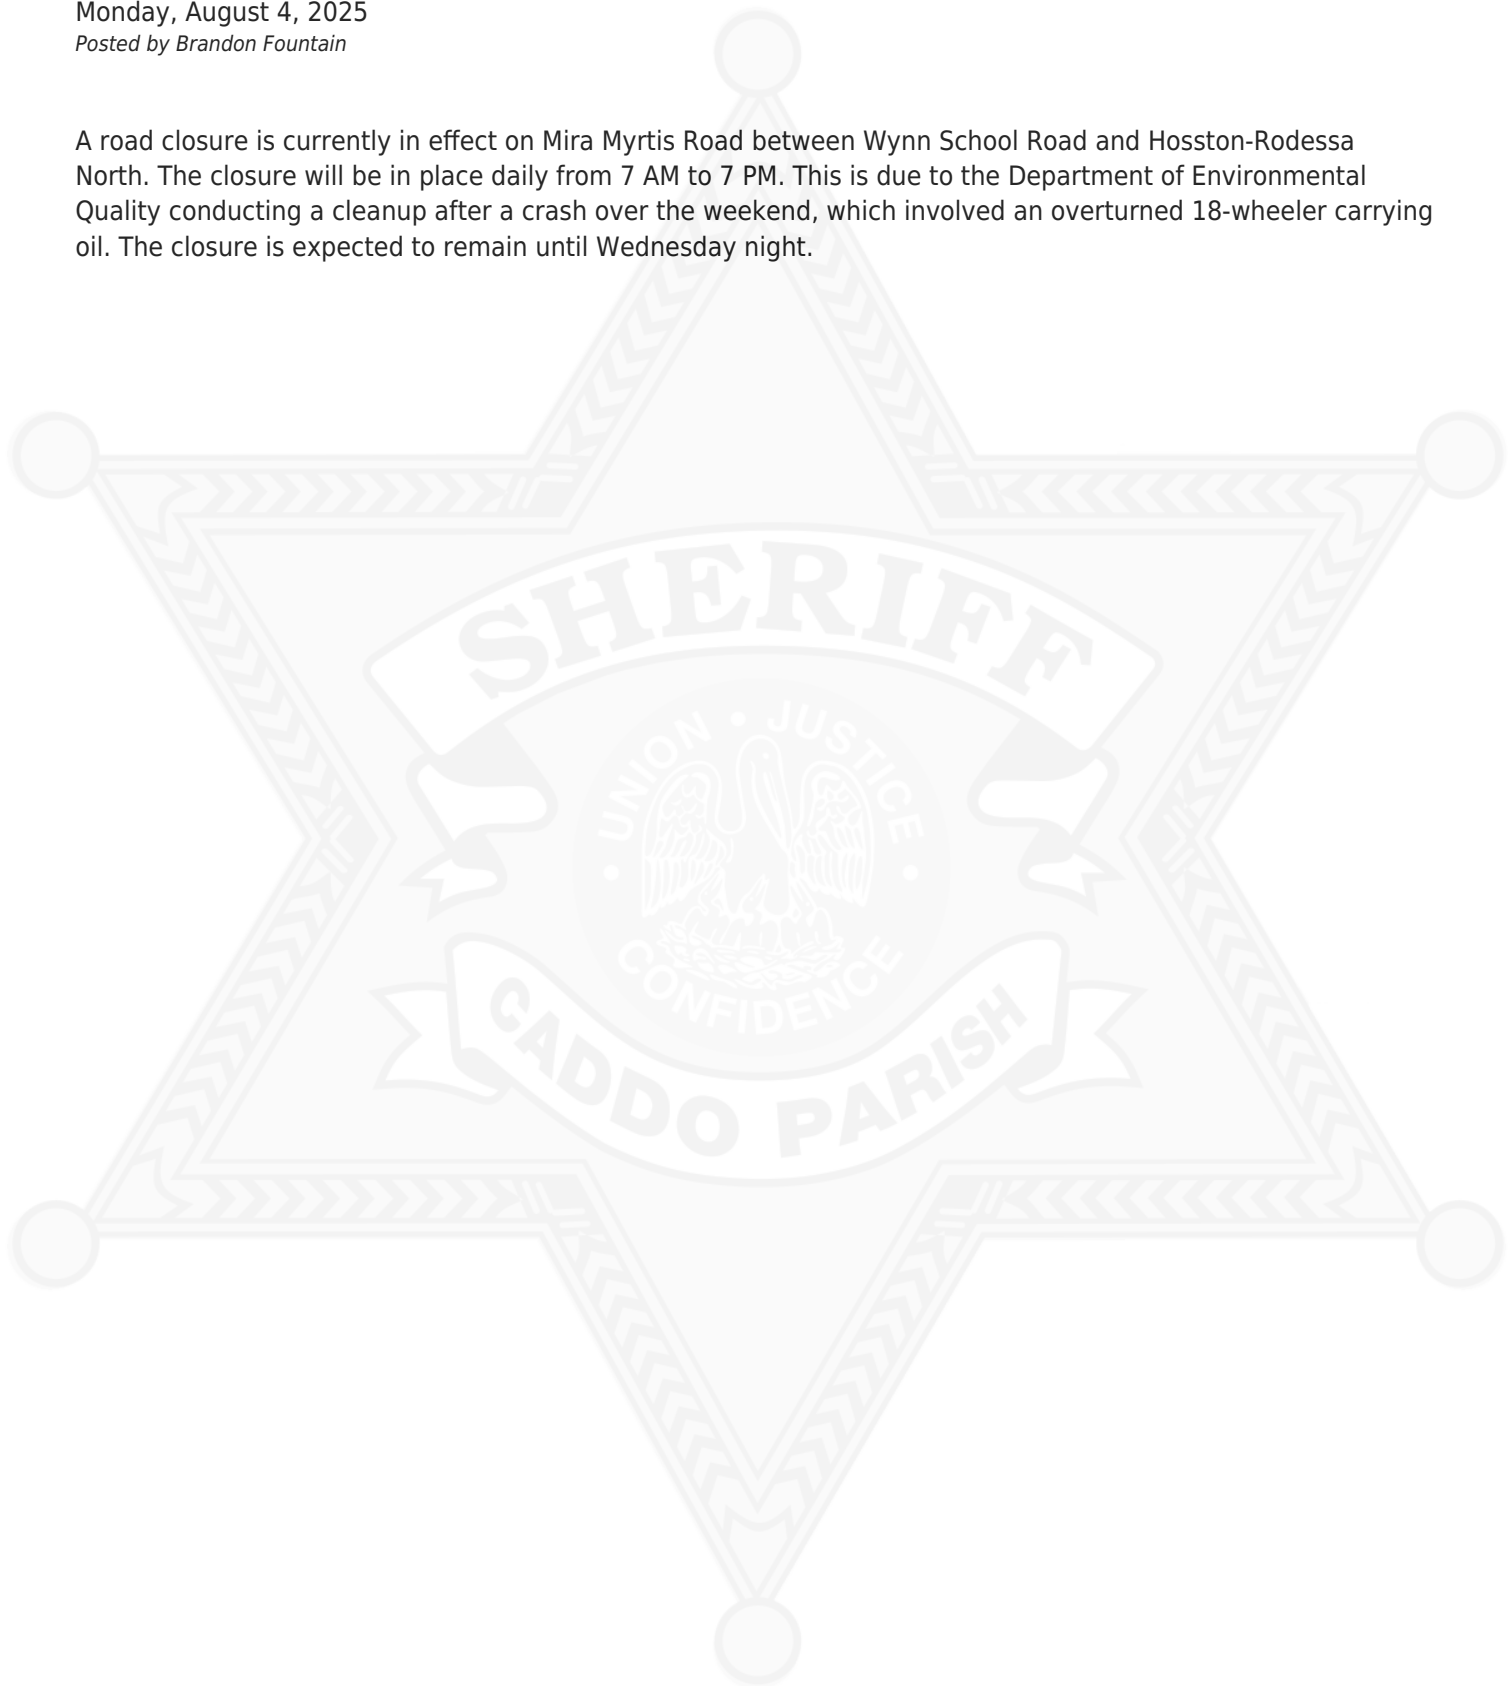 Monday, August 4, 2025
Posted by Brandon Fountain
A road closure is currently in effect on Mira Myrtis Road between Wynn School Road and Hosston-Rodessa
North. The closure will be in place daily from 7 AM to 7 PM. This is due to the Department of Environmental
Quality conducting a cleanup after a crash over the weekend, which involved an overturned 18-wheeler carrying
oil. The closure is expected to remain until Wednesday night.
SHERIFF
UNION • JUSTICE
• CONFIDENCE •
CADDO PARISH